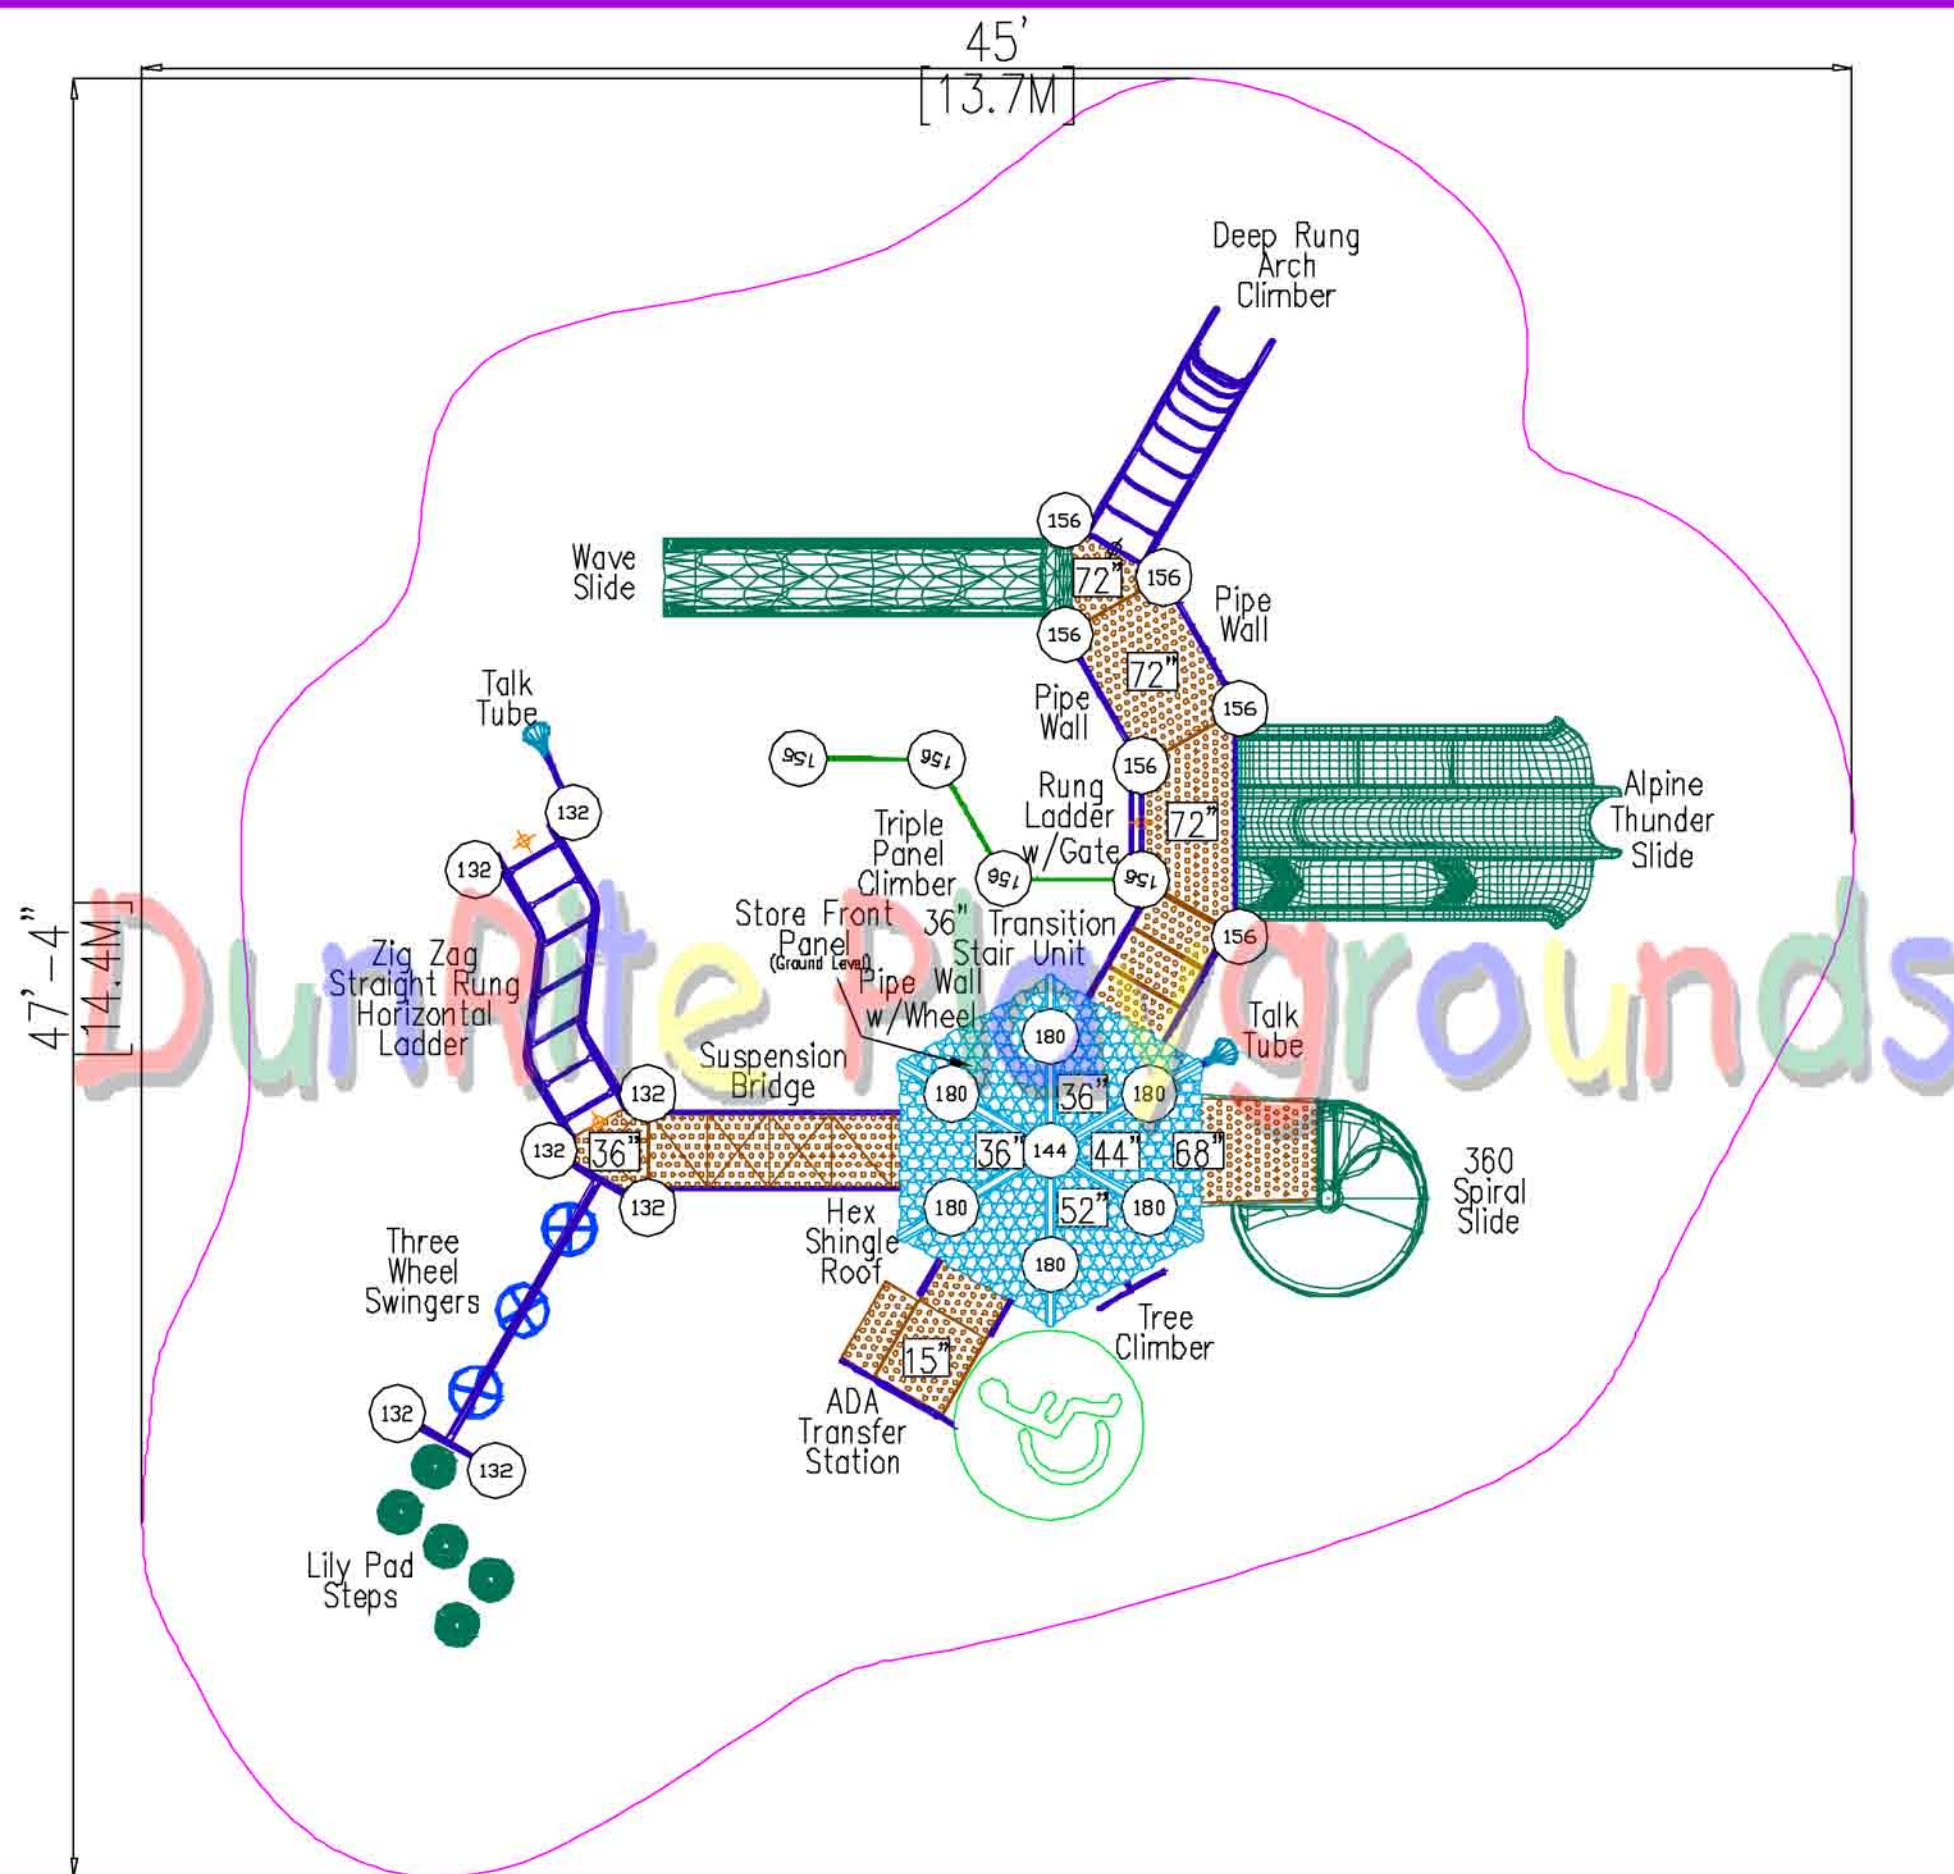 45'
[13.7M]
47'-4"
[14.4M]
Deep Rung
Arch
Climber
156
Wave
Slide
72"
156
156
Pipe
Wall
Talk
Tube
Pipe
Wall
72"
156
156
156
156
132
132
Rung
Ladder
w/Gate
72"
Alpine
Thunder
Slide
Triple
Panel
Climber
156
156
Store Front
Panel
(Ground Level)
36" Transition
Stair Unit
156
Pipe Wall
w/Wheel
DunRite Playgrounds
Zig Zag
Straight Rung
Horizontal
Ladder
Talk
Tube
180
Suspension
Bridge
132
180
36"
180
132
36"
36"
144
44"
68"
360
Spiral
Slide
132
180
52"
180
Hex
Shingle
Roof
180
Three
Wheel
Swingers
Tree
Climber
15"
ADA
Transfer
Station
132
132
Lily Pad
Steps